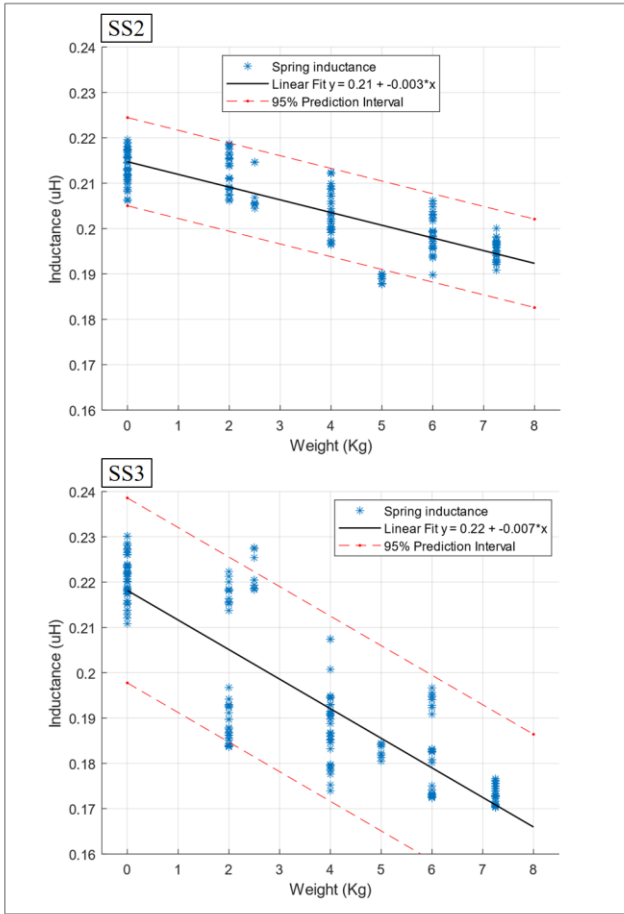 SS2
0.24
0.23
0.22
0.21
0.2
0.19
0.18
0.17
0.16
Inductance (uH)
Spring inductance
Linear Fit y = 0.21 + -0.003*x
95% Prediction Interval
0 1 2 3 4 5 6 7 8
Weight (Kg)
SS3
0.24
0.23
0.22
0.21
0.2
0.19
0.18
0.17
0.16
Inductance (uH)
Spring inductance
Linear Fit y = 0.22 + -0.007*x
95% Prediction Interval
0 1 2 3 4 5 6 7 8
Weight (Kg)